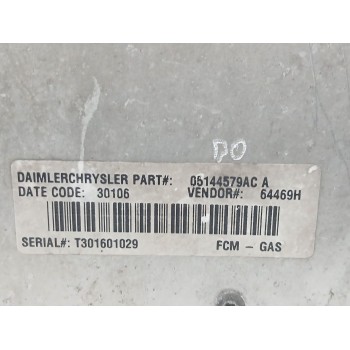 DO
DAIMLERCHRYSLER PART#: 05144579AC A
DATE CODE: 30106 VENDOR#: 64469H
SERIAL#: T301601029 FCM - GAS